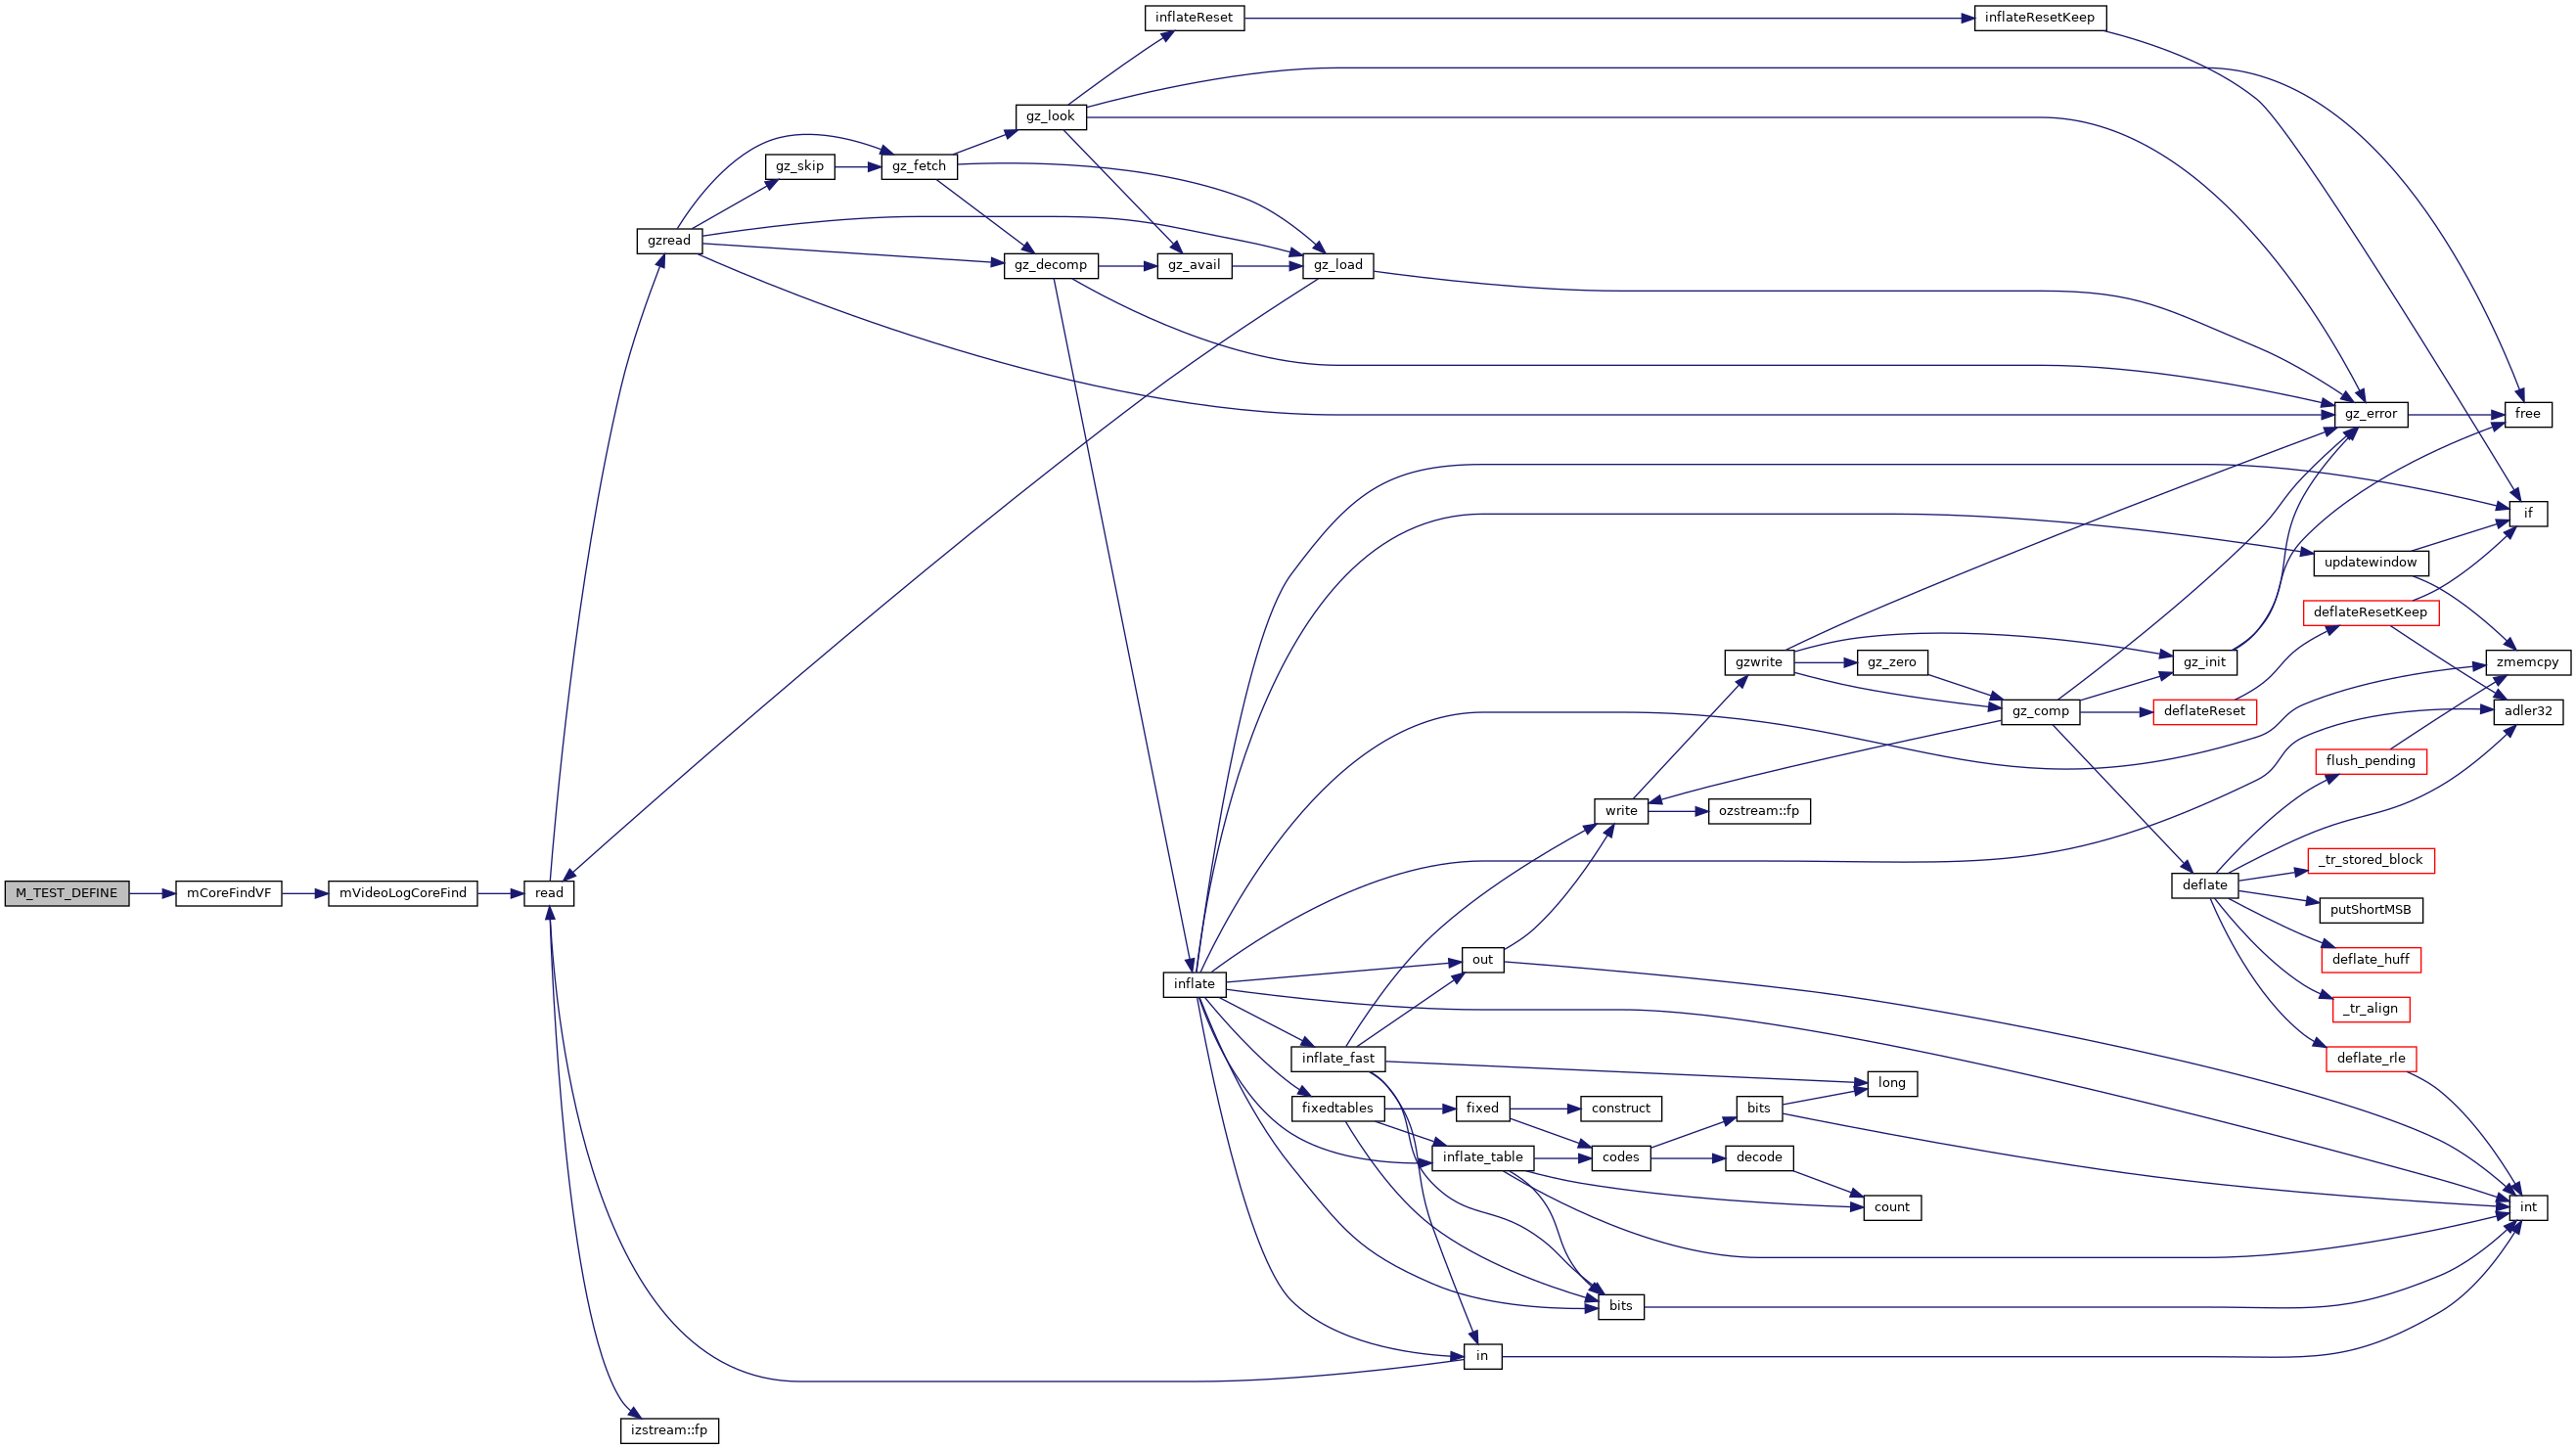 inflateReset
inflateResetKeep
gz_look
gz_skip
gz_fetch
gzread
gz_decomp
gz_avail
gz_load
gz_error
free
if
updatewindow
deflateResetKeep
gzwrite
gz_zero
gz_init
zmemcpy
gz_comp
deflateReset
adler32
flush_pending
write
ozstream::fp
_tr_stored_block
M_TEST_DEFINE
mCoreFindVF
mVideoLogCoreFind
read
deflate
putShortMSB
out
deflate_huff
inflate
_tr_align
inflate_fast
deflate_rle
long
fixedtables
fixed
construct
bits
inflate_table
codes
decode
count
int
bits
in
izstream::fp